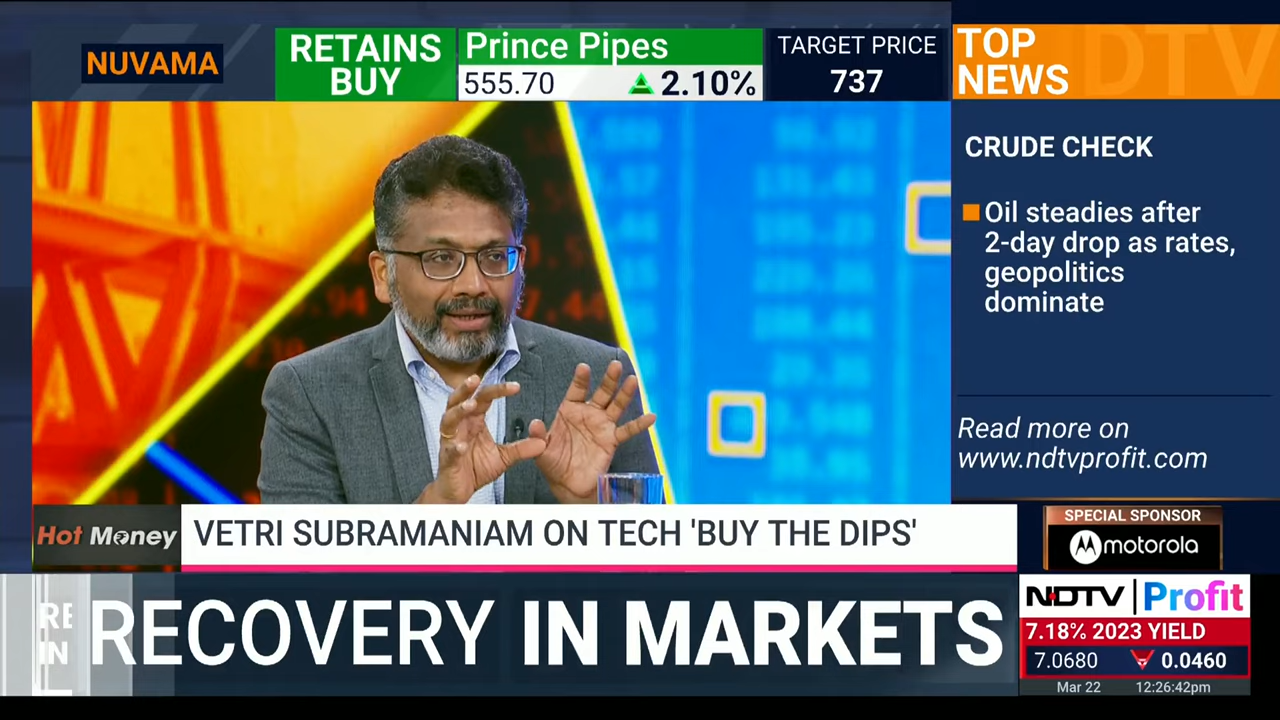 NUVAMA
RETAINS
BUY
Prince Pipes
555.70 2.10%
TARGET PRICE
737
TOP
NEWS
CRUDE CHECK
Oil steadies after
2-day drop as rates,
geopolitics
dominate
Read more on
www.ndtvprofit.com
Hot Money
VETRI SUBRAMANIAM ON TECH 'BUY THE DIPS'
SPECIAL SPONSOR
motorola
RECOVERY IN MARKETS
NDTV Profit
7.18% 2023 YIELD
7.0680 0.0460
Mar 22 12:26:42pm